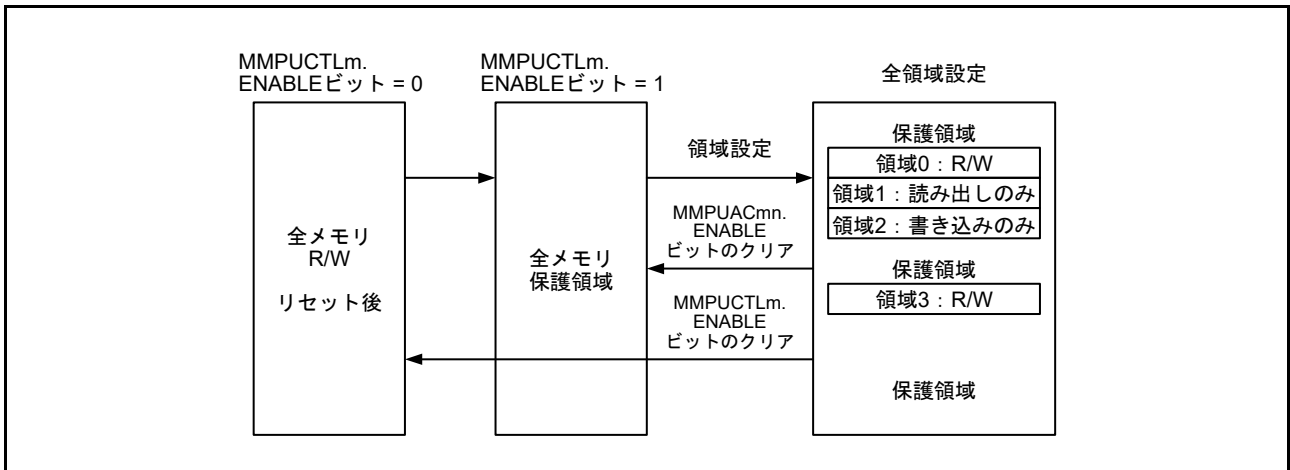 MMPUCTLm.
ENABLEビット = 0
MMPUCTLm.
ENABLEビット = 1
全領域設定
全メモリ
R/W
リセット後
全メモリ
保護領域
領域設定
MMPUACmn.
ENABLE
ビットのクリア
MMPUCTLm.
ENABLE
ビットのクリア
保護領域
領域0：R/W
領域1：読み出しのみ
領域2：書き込みのみ
保護領域
領域3：R/W
保護領域